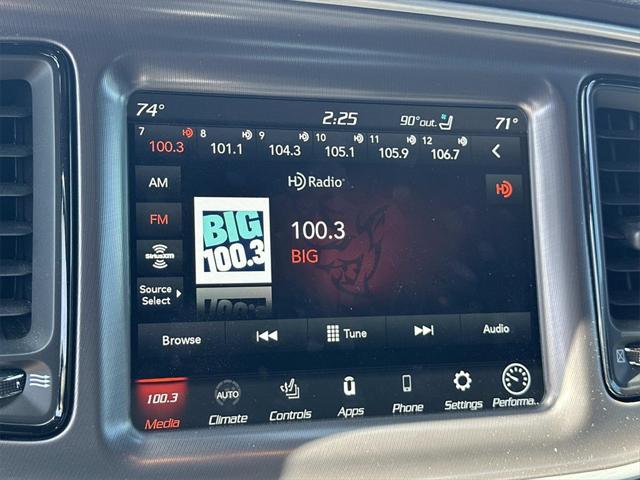 74° 2:25 90°out. 71°
7 8 9 10 11 12
100.3 101.1 104.3 105.1 105.9 106.7
AM
HD Radio
FM
BIG
100.3
100.3
BIG
SiriusXM
Source
Select
Browse Tune Audio
100.3 AUTO
Media Climate Controls Apps Phone Settings Performa..